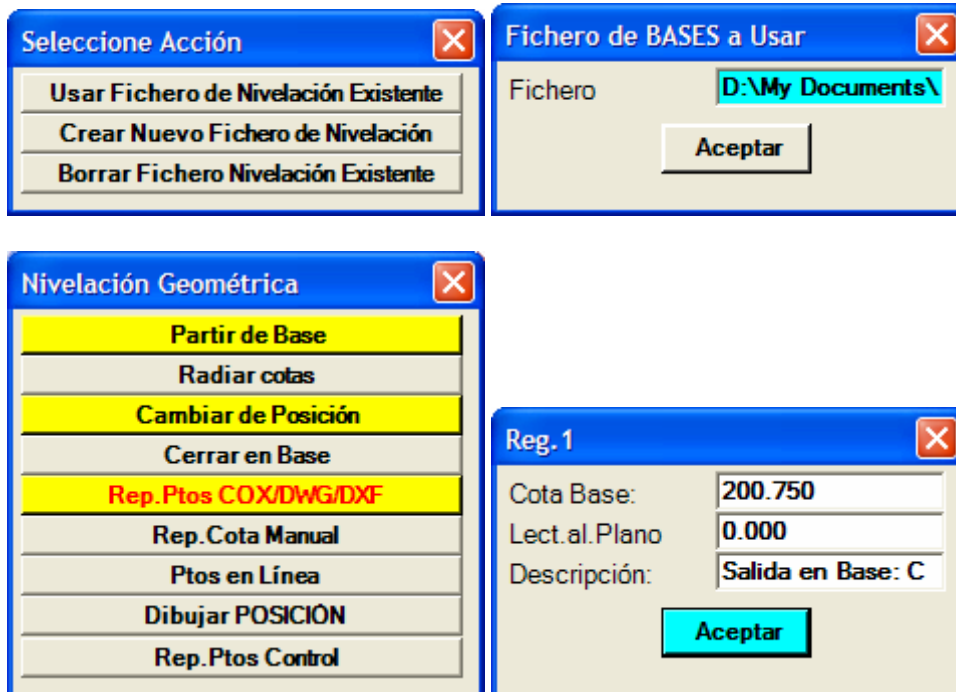 Seleccione Acción
Usar Fichero de Nivelación Existente
Crear Nuevo Fichero de Nivelación
Borrar Fichero Nivelación Existente
Fichero de BASES a Usar
Fichero D:\My Documents\
Aceptar
Nivelación Geométrica
Partir de Base
Radiar cotas
Cambiar de Posición
Cerrar en Base
Rep.Ptos COX/DWG/DXF
Rep.Cota Manual
Ptos en Línea
Dibujar POSICIÓN
Rep.Ptos Control
Reg.1
Cota Base: 200.750
Lect.al.Plano 0.000
Descripción: Salida en Base: C
Aceptar